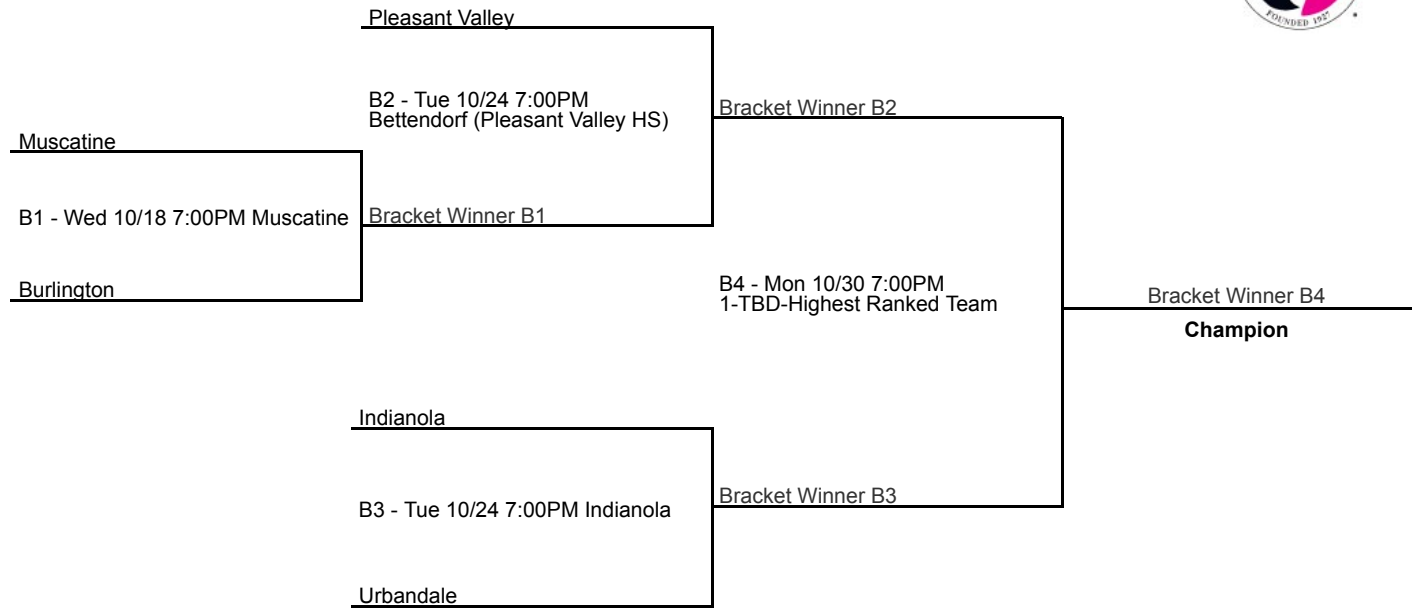 FOUNDED 1927
Pleasant Valley
B2 - Tue 10/24 7:00PM
Bettendorf (Pleasant Valley HS)
Bracket Winner B2
Muscatine
B1 - Wed 10/18 7:00PM Muscatine
Bracket Winner B1
Burlington
B4 - Mon 10/30 7:00PM
1-TBD-Highest Ranked Team
Bracket Winner B4
Champion
Indianola
B3 - Tue 10/24 7:00PM Indianola
Bracket Winner B3
Urbandale